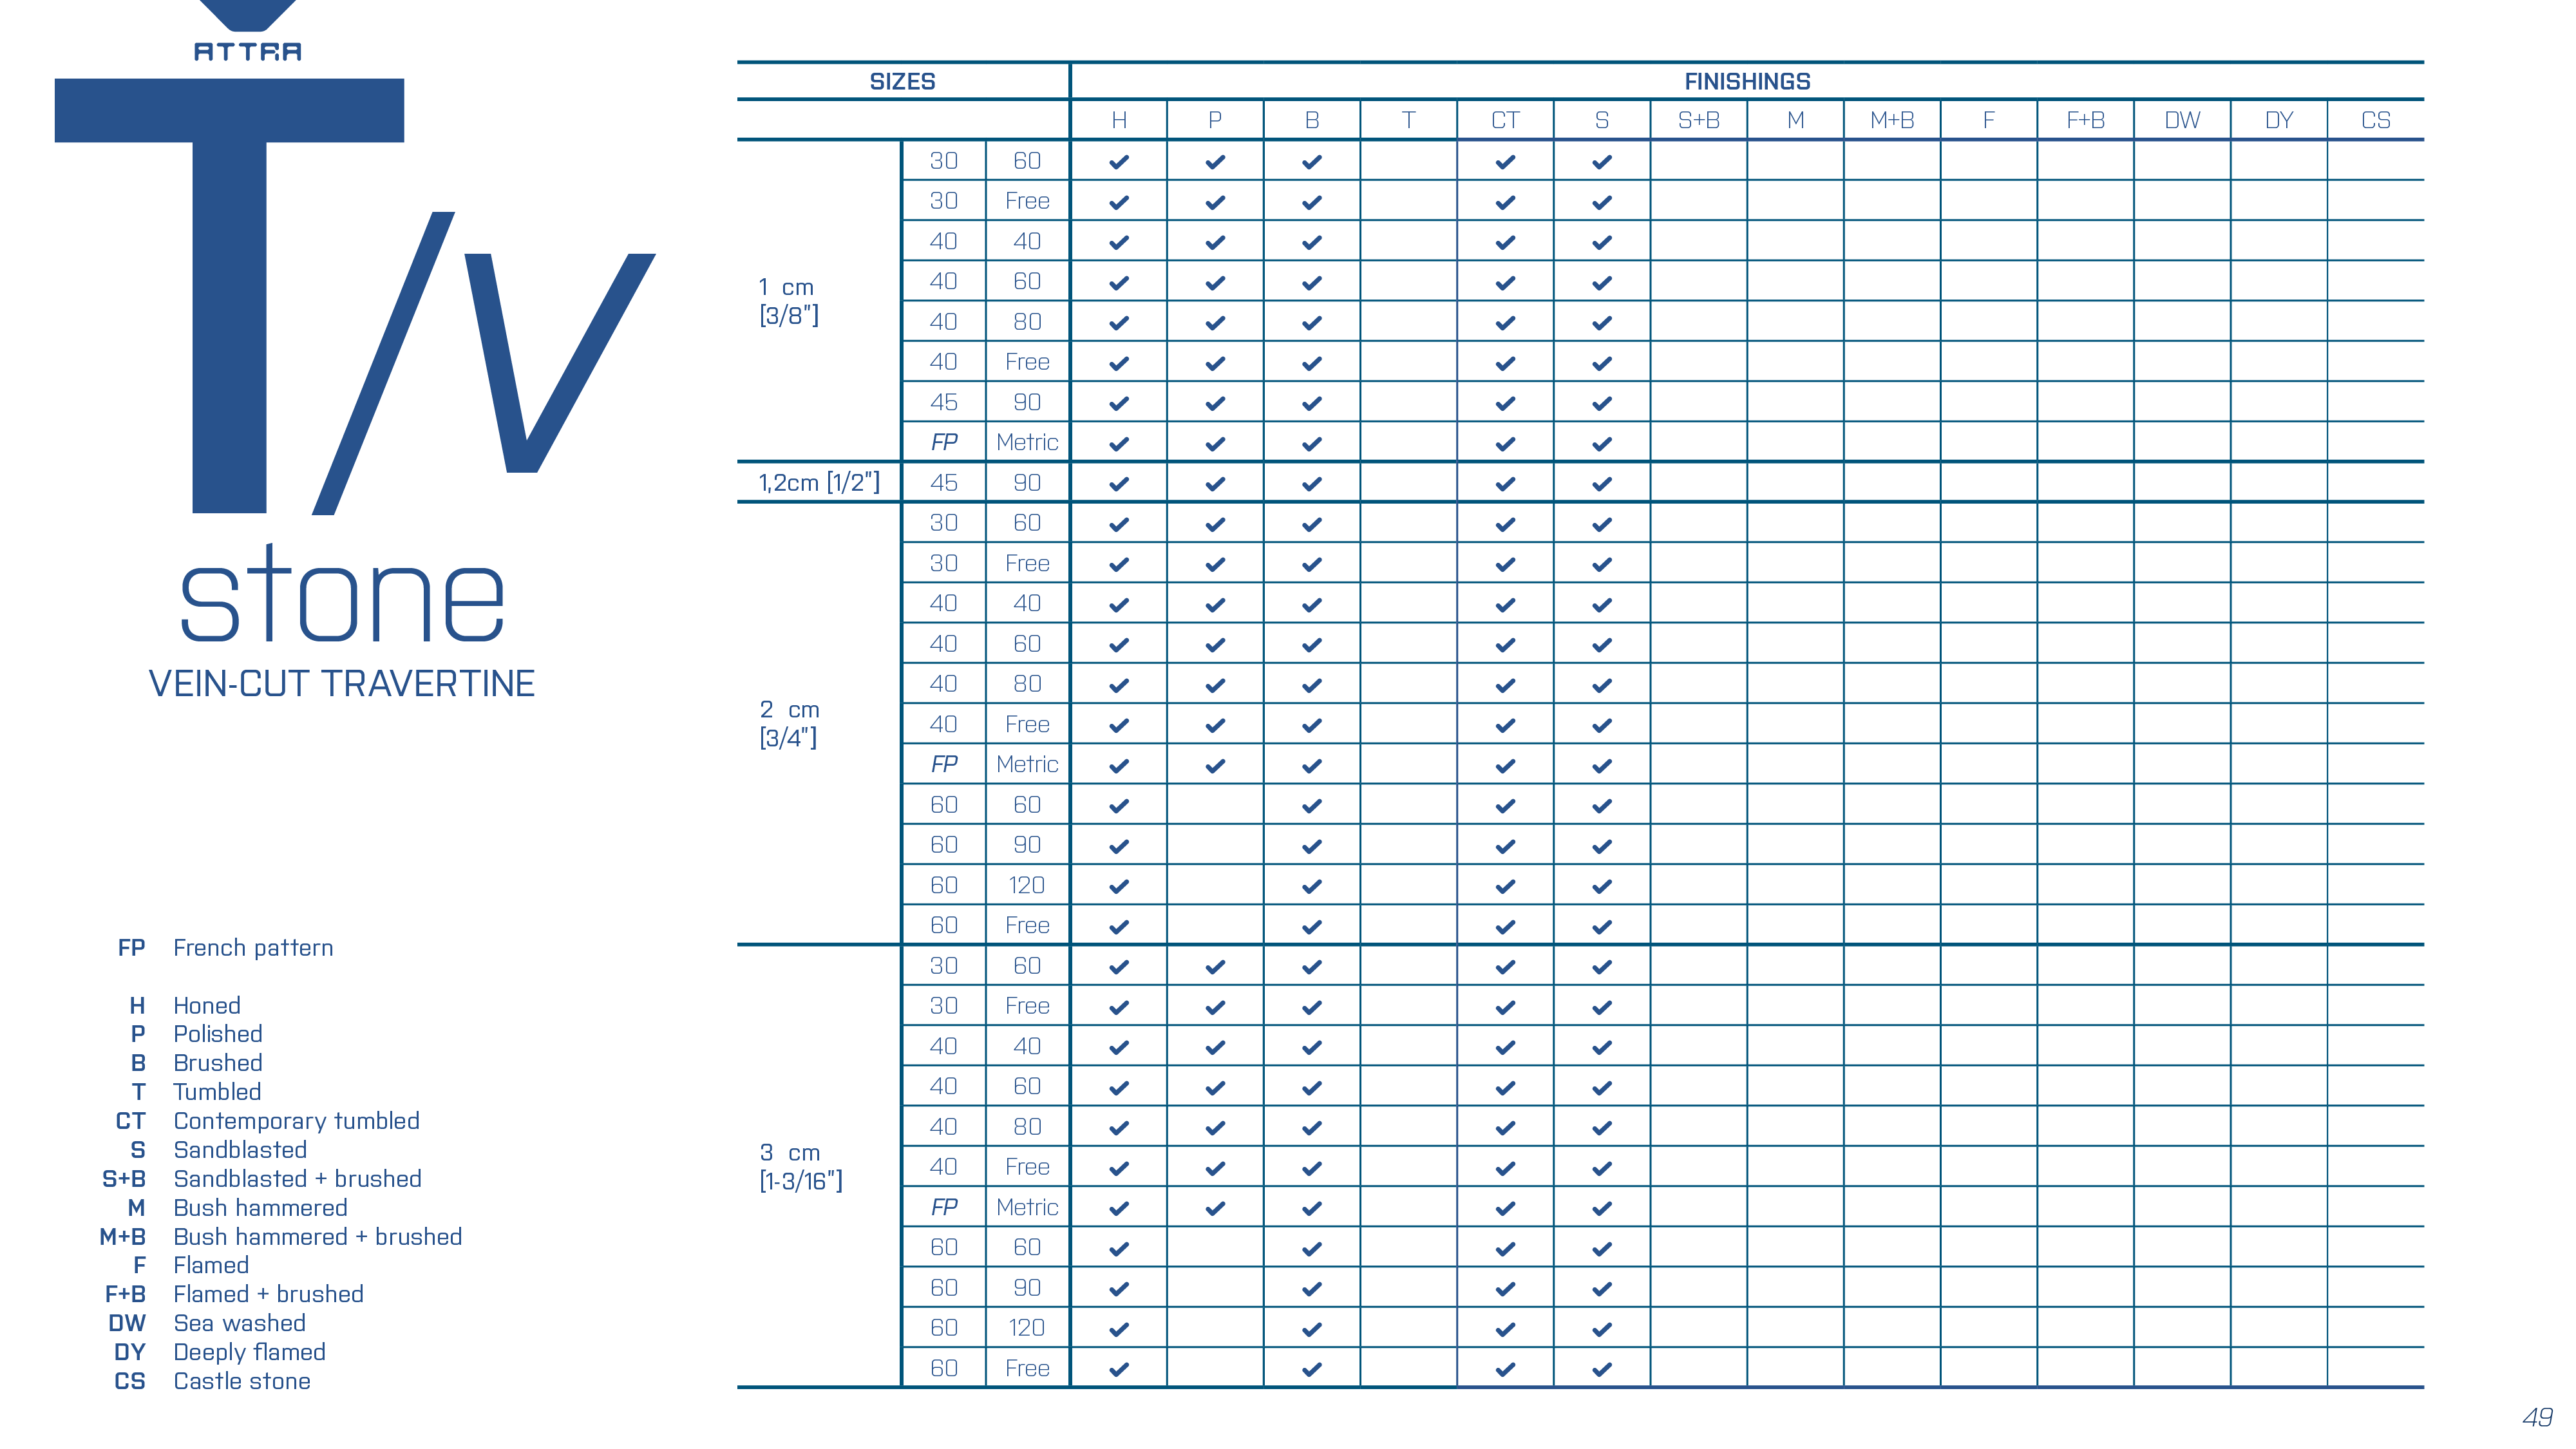 ATTRA
T/v
stone
VEIN-CUT TRAVERTINE
FP French pattern
H Honed
P Polished
B Brushed
T Tumbled
CT Contemporary tumbled
S Sandblasted
S+B Sandblasted + brushed
M Bush hammered
M+B Bush hammered + brushed
F Flamed
F+B Flamed + brushed
DW Sea washed
DY Deeply flamed
CS Castle stone
SIZES FINISHINGS
H P B T CT S S+B M M+B F F+B DW DY CS
1 cm
[3/8"]
30 60 ✓ ✓ ✓ ✓ ✓
30 Free ✓ ✓ ✓ ✓ ✓
40 40 ✓ ✓ ✓ ✓ ✓
40 60 ✓ ✓ ✓ ✓ ✓
40 80 ✓ ✓ ✓ ✓ ✓
40 Free ✓ ✓ ✓ ✓ ✓
45 90 ✓ ✓ ✓ ✓ ✓
FP Metric ✓ ✓ ✓ ✓ ✓
1,2cm [1/2"] 45 90 ✓ ✓ ✓ ✓ ✓
2 cm
[3/4"]
30 60 ✓ ✓ ✓ ✓ ✓
30 Free ✓ ✓ ✓ ✓ ✓
40 40 ✓ ✓ ✓ ✓ ✓
40 60 ✓ ✓ ✓ ✓ ✓
40 80 ✓ ✓ ✓ ✓ ✓
40 Free ✓ ✓ ✓ ✓ ✓
FP Metric ✓ ✓ ✓ ✓ ✓
60 60 ✓ ✓ ✓ ✓
60 90 ✓ ✓ ✓ ✓
60 120 ✓ ✓ ✓ ✓
60 Free ✓ ✓ ✓ ✓
3 cm
[1-3/16"]
30 60 ✓ ✓ ✓ ✓ ✓
30 Free ✓ ✓ ✓ ✓ ✓
40 40 ✓ ✓ ✓ ✓ ✓
40 60 ✓ ✓ ✓ ✓ ✓
40 80 ✓ ✓ ✓ ✓ ✓
40 Free ✓ ✓ ✓ ✓ ✓
FP Metric ✓ ✓ ✓ ✓ ✓
60 60 ✓ ✓ ✓ ✓
60 90 ✓ ✓ ✓ ✓
60 120 ✓ ✓ ✓ ✓
60 Free ✓ ✓ ✓ ✓
49